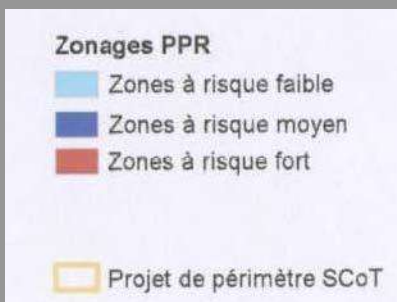 Zonages PPR
Zones à risque faible
Zones à risque moyen
Zones à risque fort
Projet de périmètre SCoT